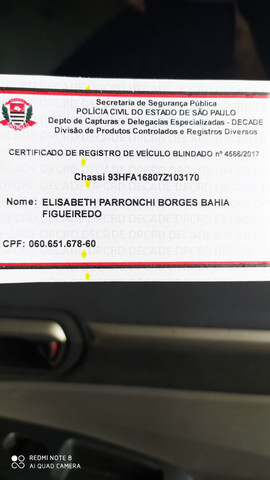 Secretaria de Segurança Pública
POLÍCIA CIVIL DO ESTADO DE SÃO PAULO
Depto de Capturas e Delegacias Especializadas - DECADE
Divisão de Produtos Controlados e Registros Diversos
CERTIFICADO DE REGISTRO DE VEÍCULO BLINDADO nº 4566/2017
Chassi 93HFA16807Z103170
Nome: ELISABETH PARRONCHI BORGES BAHIA
FIGUEIREDO
CPF: 060.651.678-60
REDMI NOTE 8
AI QUAD CAMERA